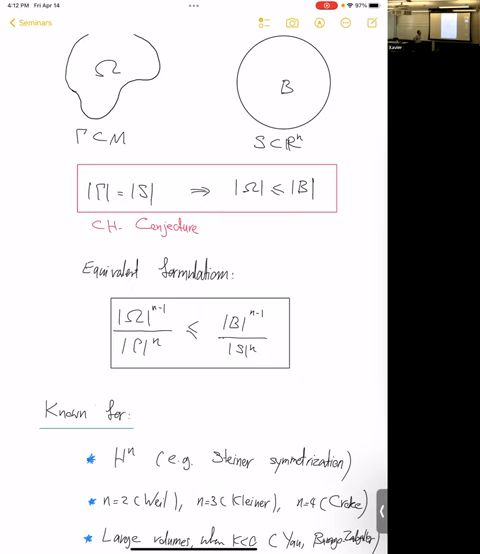 4:12 PM Fri Apr 14
97%
Seminars
Xavier
Ω
B
Γ⊂M
S⊂ℝⁿ
|Γ| = |S| ⇒ |Ω| ≤ |B|
CH- Conjecture
Equivalent formulation:
|Ω|ⁿ⁻¹ / |Γ|ⁿ ≤ |B|ⁿ⁻¹ / |S|ⁿ
Known for:
* Hⁿ (e.g. Steiner symmetrization)
* n=2 (Weil), n=3 (Kleiner), n=4 (Croke)
* Large volumes, when K<0 (Yau,